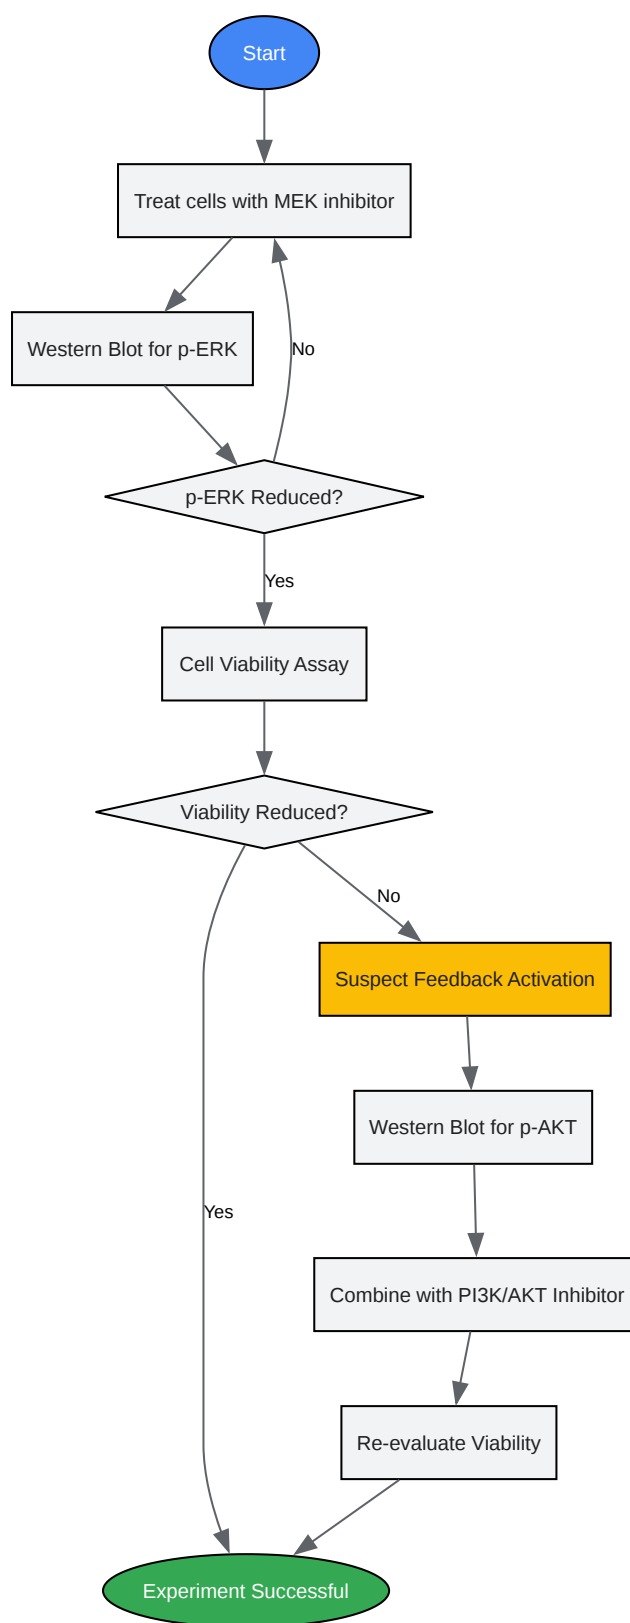 Start
Treat cells with MEK inhibitor
Western Blot for p-ERK
No
p-ERK Reduced?
Yes
Cell Viability Assay
Viability Reduced?
No
Suspect Feedback Activation
Western Blot for p-AKT
Yes
Combine with PI3K/AKT Inhibitor
Re-evaluate Viability
Experiment Successful